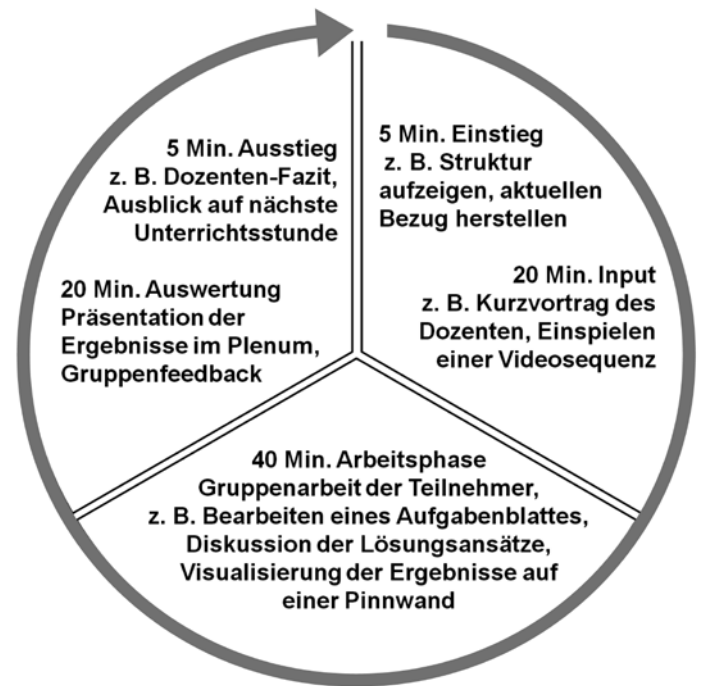 5 Min. Einstieg
z. B. Struktur
aufzeigen, aktuellen
Bezug herstellen
20 Min. Input
z. B. Kurzvortrag des
Dozenten, Einspielen
einer Videosequenz
40 Min. Arbeitsphase
Gruppenarbeit der Teilnehmer,
z. B. Bearbeiten eines Aufgabenblattes,
Diskussion der Lösungsansätze,
Visualisierung der Ergebnisse auf
einer Pinnwand
20 Min. Auswertung
Präsentation der
Ergebnisse im Plenum,
Gruppenfeedback
5 Min. Ausstieg
z. B. Dozenten-Fazit,
Ausblick auf nächste
Unterrichtsstunde